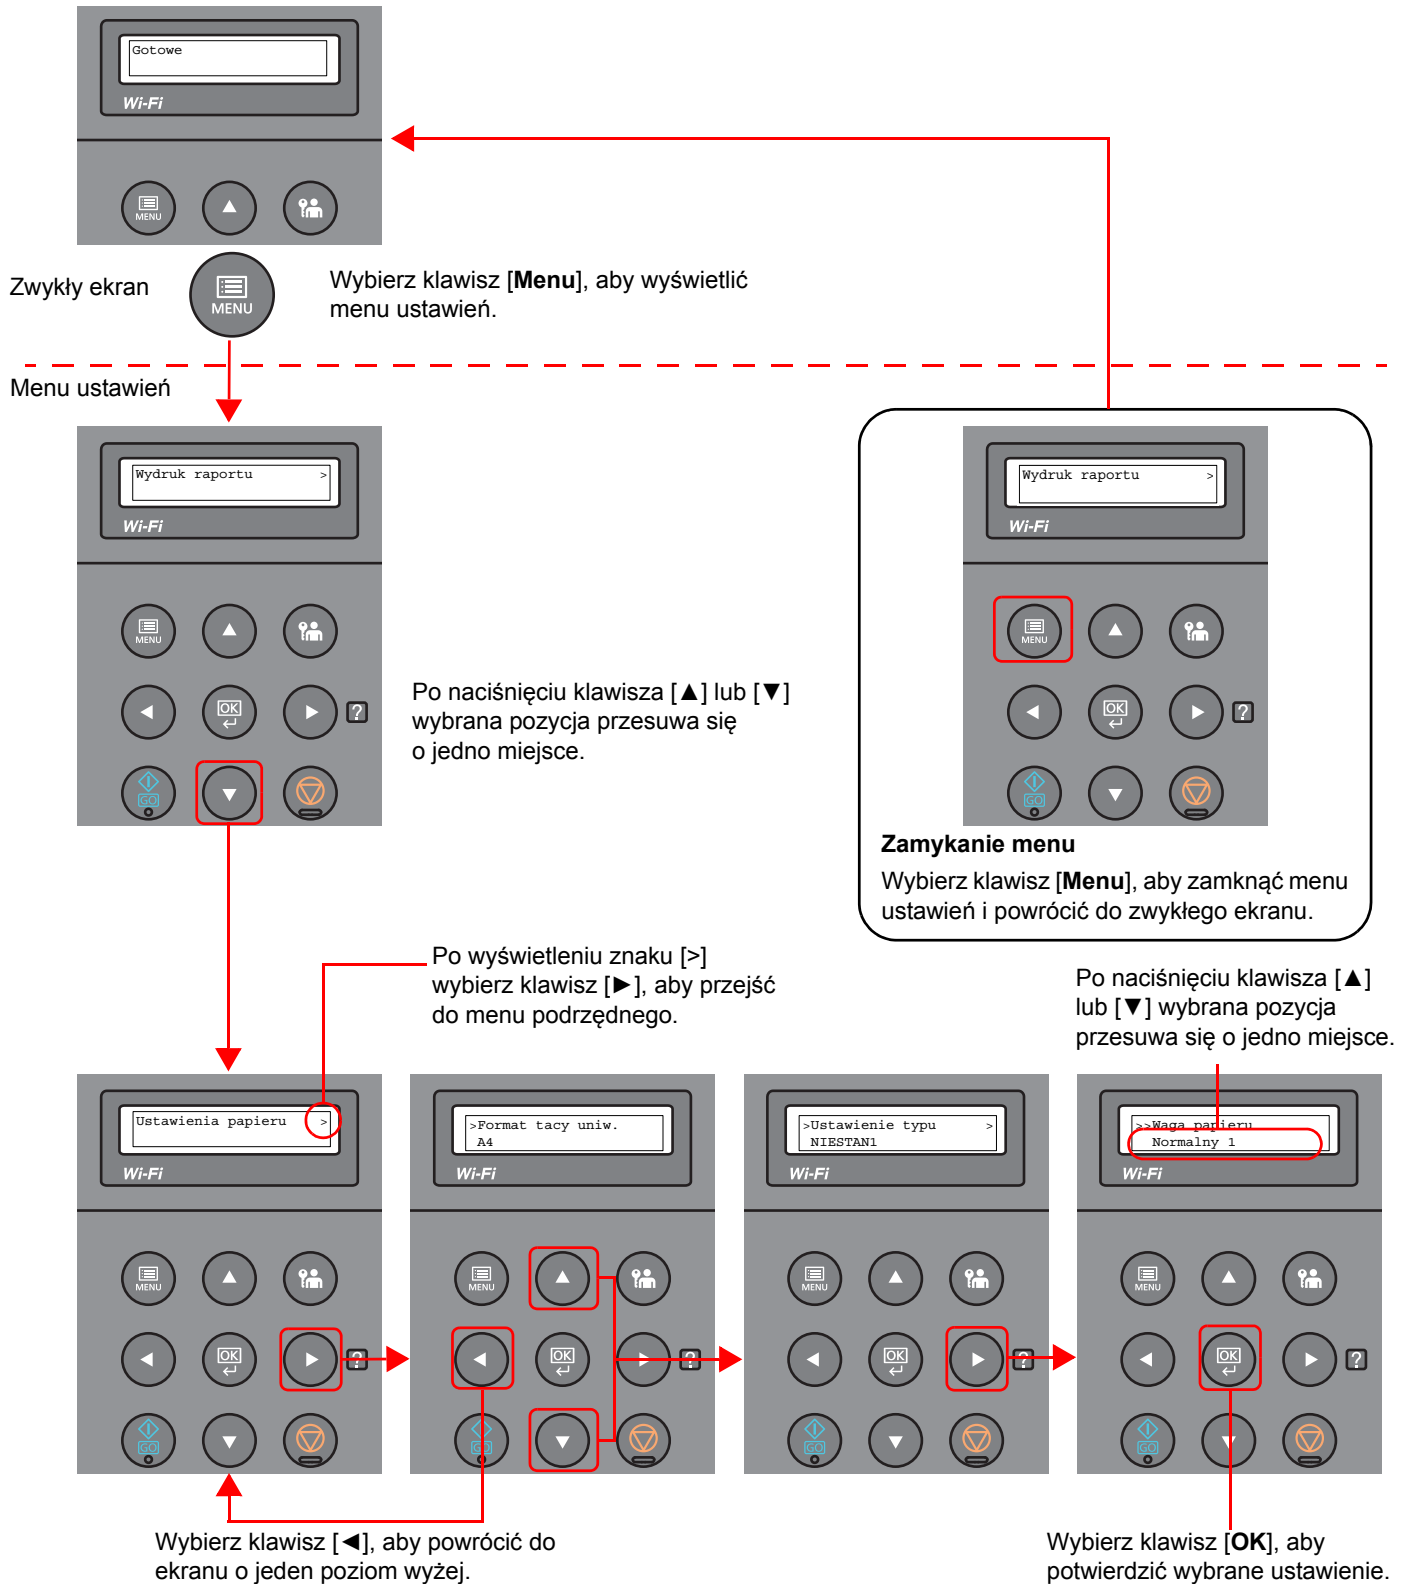 Gotowe
Wi-Fi
MENU
Zwykły ekran
MENU
Wybierz klawisz [Menu], aby wyświetlić
menu ustawień.
Menu ustawień
Wydruk raportu >
Wi-Fi
MENU
OK
?
GO
Po naciśnięciu klawisza [▲] lub [▼]
wybrana pozycja przesuwa się
o jedno miejsce.
Wydruk raportu >
Wi-Fi
MENU
OK
?
GO
Zamykanie menu
Wybierz klawisz [Menu], aby zamknąć menu
ustawień i powrócić do zwykłego ekranu.
Po wyświetleniu znaku [>]
wybierz klawisz [►], aby przejść
do menu podrzędnego.
Po naciśnięciu klawisza [▲]
lub [▼] wybrana pozycja
przesuwa się o jedno miejsce.
Ustawienia papieru >
Wi-Fi
MENU
OK
?
GO
>Format tacy uniw.
A4
Wi-Fi
MENU
OK
?
GO
>Ustawienie typu >
NIESTAN1
Wi-Fi
MENU
OK
?
GO
>>Waga papieru
Normalny 1
Wi-Fi
MENU
OK
?
GO
Wybierz klawisz [◄], aby powrócić do
ekranu o jeden poziom wyżej.
Wybierz klawisz [OK], aby
potwierdzić wybrane ustawienie.